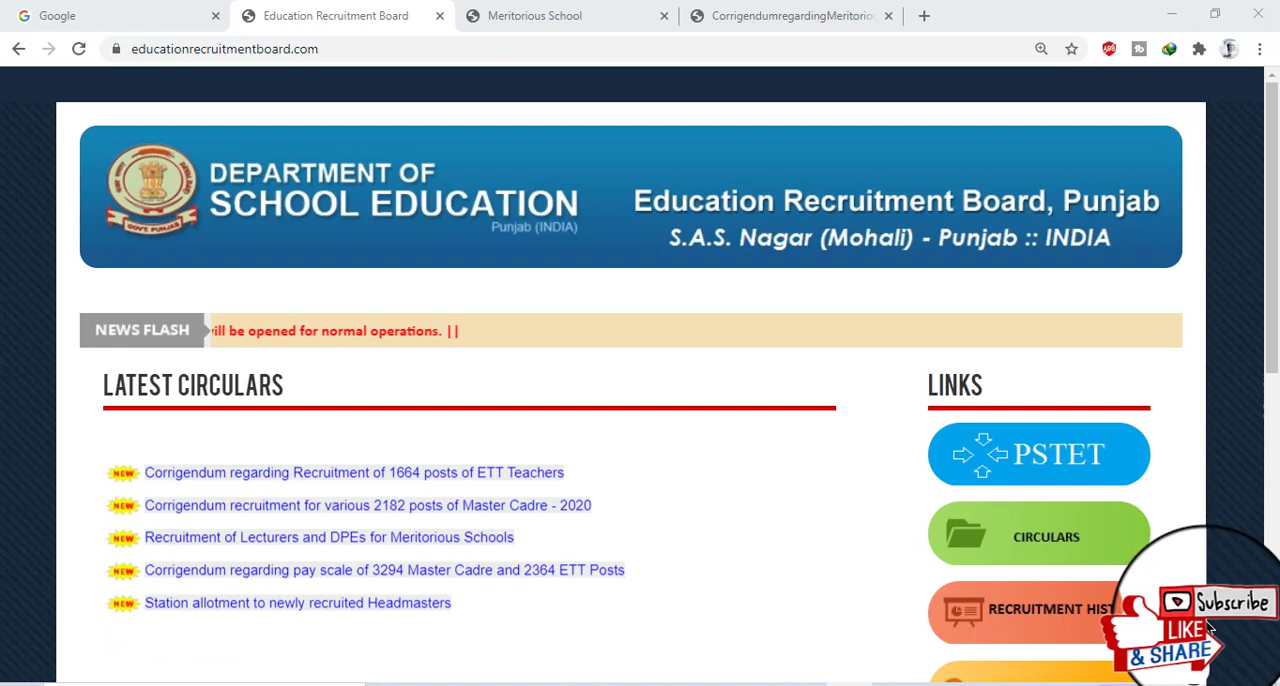 Google
Education Recruitment Board
Meritorious School
CorrigendumregardingMeritorio
educationrecruitmentboard.com
DEPARTMENT OF
SCHOOL EDUCATION
Punjab (INDIA)
GOVT. PUNJAB
Education Recruitment Board, Punjab
S.A.S. Nagar (Mohali) - Punjab :: INDIA
NEWS FLASH
ill be opened for normal operations. ||
LATEST CIRCULARS
NEW Corrigendum regarding Recruitment of 1664 posts of ETT Teachers
NEW Corrigendum recruitment for various 2182 posts of Master Cadre - 2020
NEW Recruitment of Lecturers and DPEs for Meritorious Schools
NEW Corrigendum regarding pay scale of 3294 Master Cadre and 2364 ETT Posts
NEW Station allotment to newly recruited Headmasters
LINKS
PSTET
CIRCULARS
RECRUITMENT HIST
Subscribe
LIKE
& SHARE